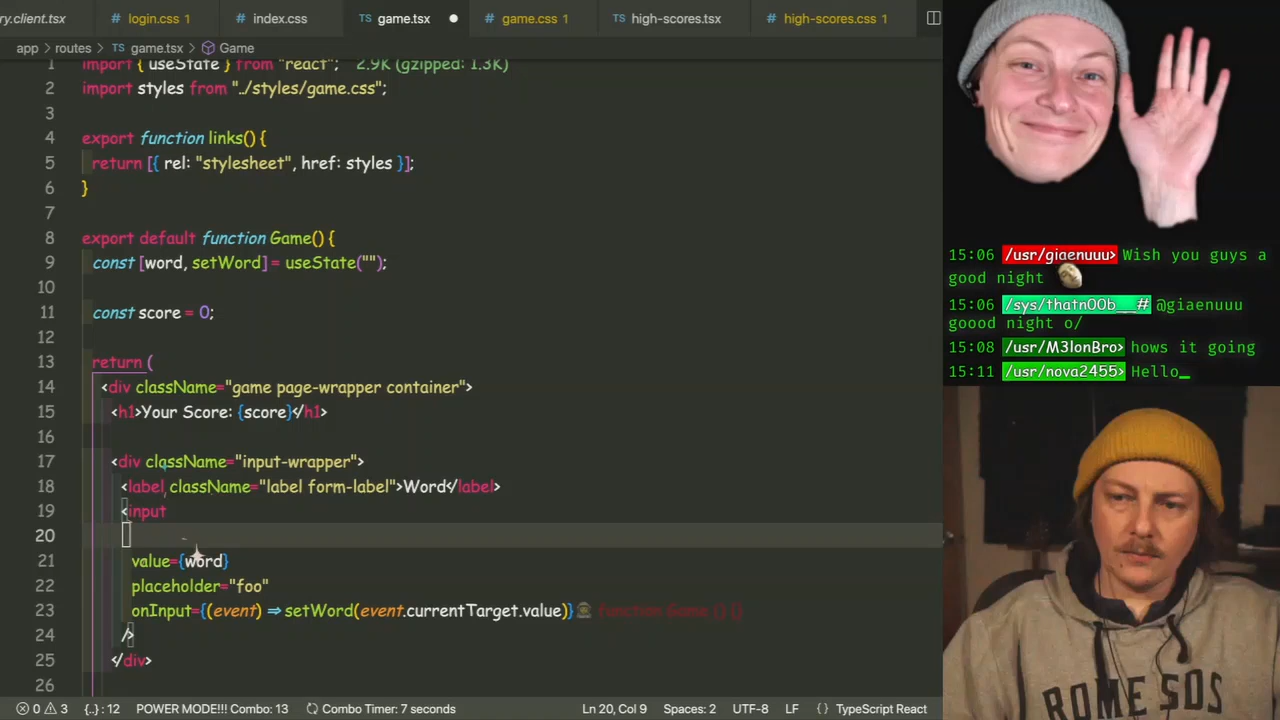 ry.client.tsx login.css 1 index.css TS game.tsx game.css 1 TS high-scores.tsx high-scores.css 1
app > routes > TS game.tsx > Game
1 import { useState } from "react"; 2.9K (gzipped: 1.3K)
2 import styles from "../styles/game.css";
3
4 export function links() {
5 return [{ rel: "stylesheet", href: styles }];
6 }
7
8 export default function Game() {
9 const [word, setWord] = useState("");
10
11 const score = 0;
12
13 return (
14 <div className="game page-wrapper container">
15 <h1>Your Score: {score}</h1>
16
17 <div className="input-wrapper">
18 <label className="label form-label">Word</label>
19 <input
20
21 value={word}
22 placeholder="foo"
23 onInput={(event) => setWord(event.currentTarget.value)} function Game () {}
24 />
25 </div>
26
0 3 {..} : 12 POWER MODE!!! Combo: 13 Combo Timer: 7 seconds Ln 20, Col 9 Spaces: 2 UTF-8 LF {} TypeScript React
15:06 /usr/giaenuuu> Wish you guys a
good night
15:06 /sys/thatn00b__# @giaenuuu
goood night o/
15:08 /usr/M3lonBro> hows it going
15:11 /usr/nova2455> Hello_
ROME SDS